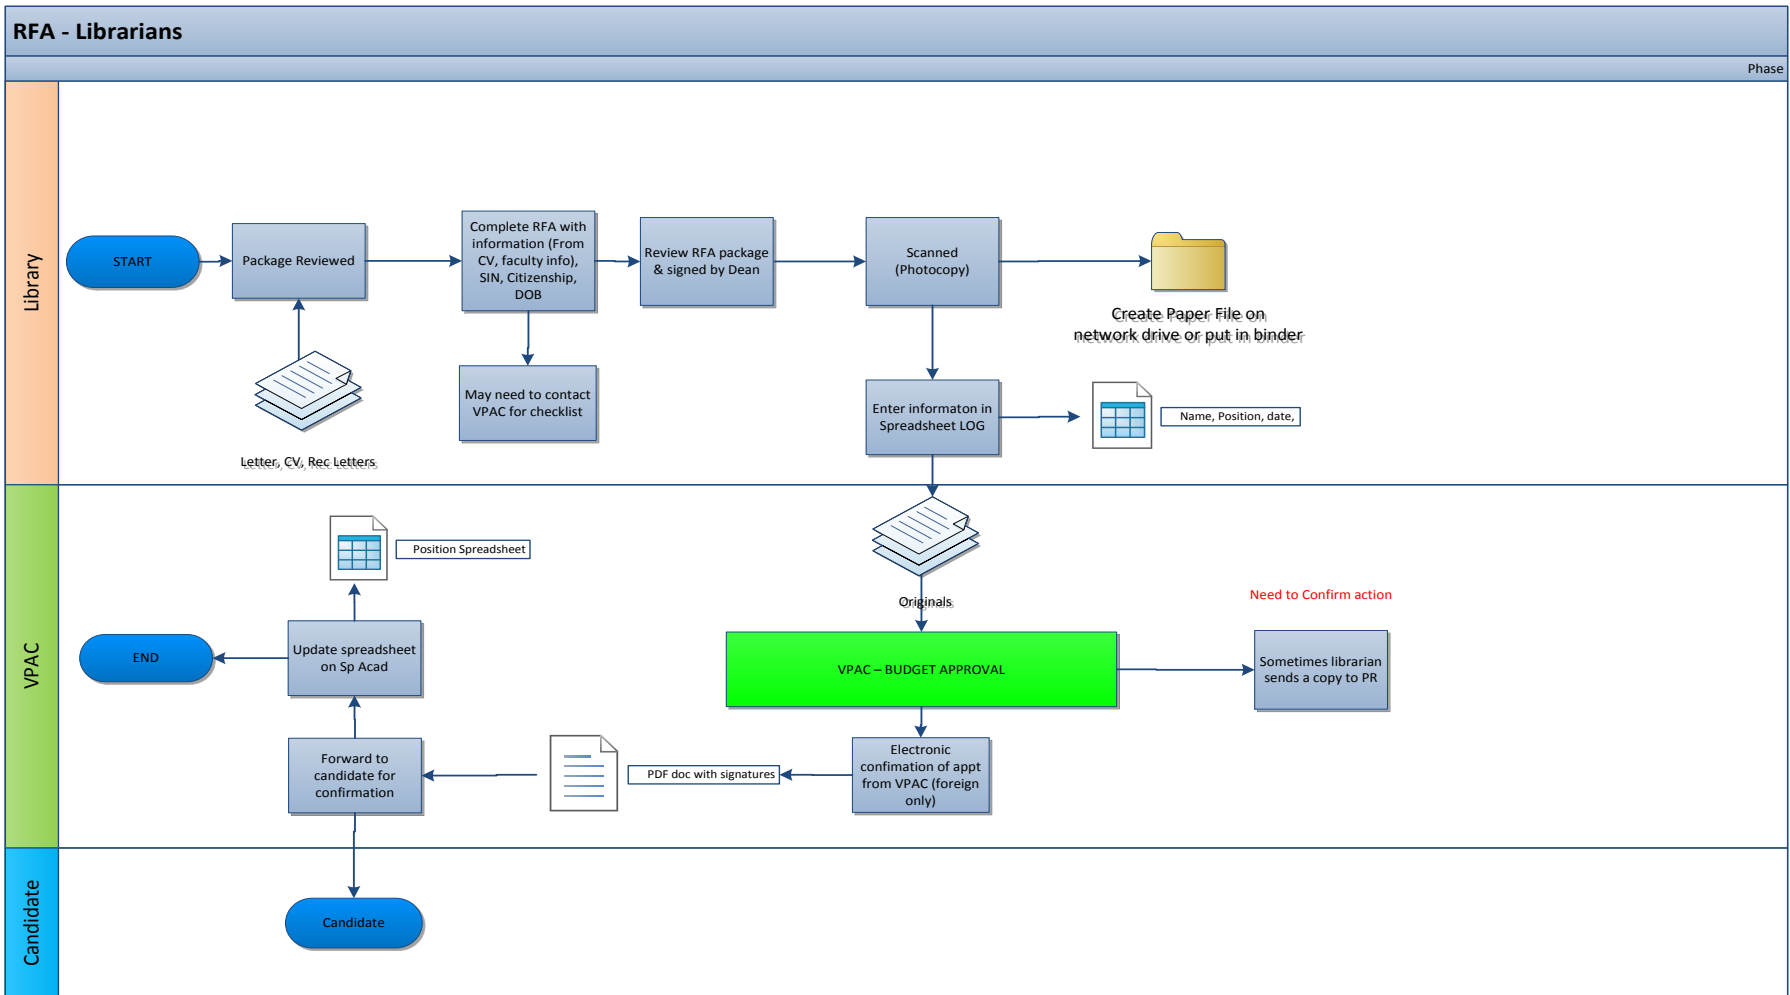 RFA - Librarians
Phase
Library
START
Package Reviewed
Complete RFA with
information (From
CV, faculty info),
SIN, Citizenship,
DOB
Review RFA package
& signed by Dean
Scanned
(Photocopy)
Create Paper File on
network drive or put in binder
May need to contact
VPAC for checklist
Enter informaton in
Spreadsheet LOG
Name, Position, date,
Letter, CV, Rec Letters
VPAC
Position Spreadsheet
Originals
Need to Confirm action
END
Update spreadsheet
on Sp Acad
VPAC – BUDGET APPROVAL
Sometimes librarian
sends a copy to PR
Forward to
candidate for
confirmation
PDF doc with signatures
Electronic
confimation of appt
from VPAC (foreign
only)
Candidate
Candidate